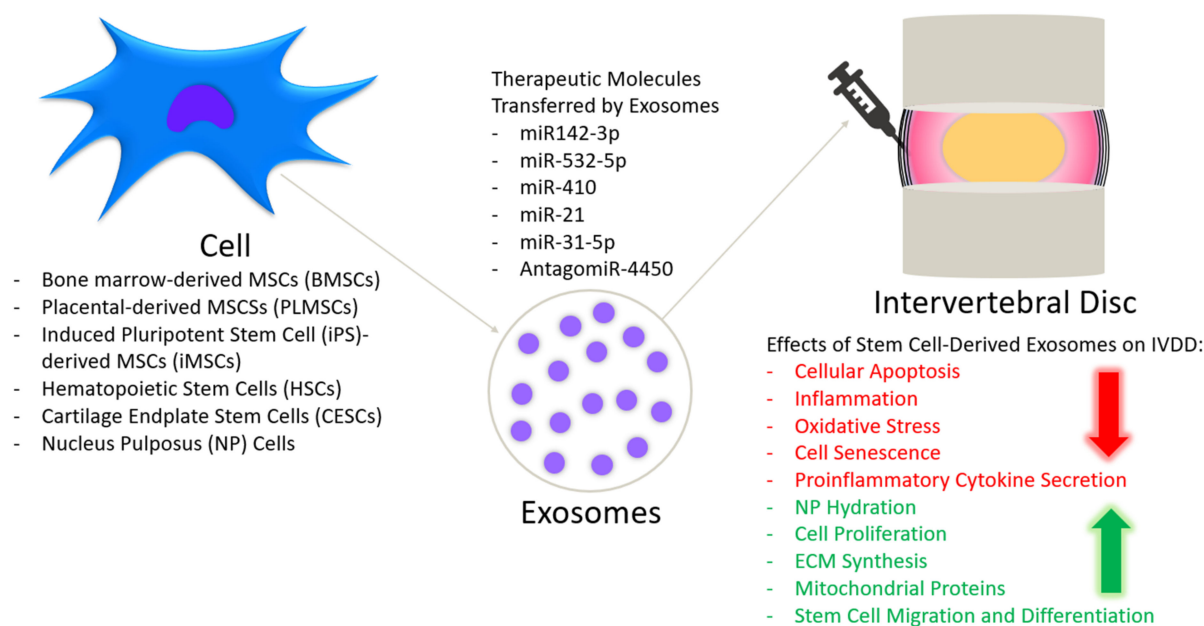 Cell
- Bone marrow-derived MSCs (BMSCs)
- Placental-derived MSCSs (PLMSCs)
- Induced Pluripotent Stem Cell (iPS)-
derived MSCs (iMSCs)
- Hematopoietic Stem Cells (HSCs)
- Cartilage Endplate Stem Cells (CESCs)
- Nucleus Pulposus (NP) Cells
Therapeutic Molecules
Transferred by Exosomes
- miR142-3p
- miR-532-5p
- miR-410
- miR-21
- miR-31-5p
- AntagomiR-4450
Exosomes
Intervertebral Disc
Effects of Stem Cell-Derived Exosomes on IVDD:
- Cellular Apoptosis
- Inflammation
- Oxidative Stress
- Cell Senescence
- Proinflammatory Cytokine Secretion
- NP Hydration
- Cell Proliferation
- ECM Synthesis
- Mitochondrial Proteins
- Stem Cell Migration and Differentiation